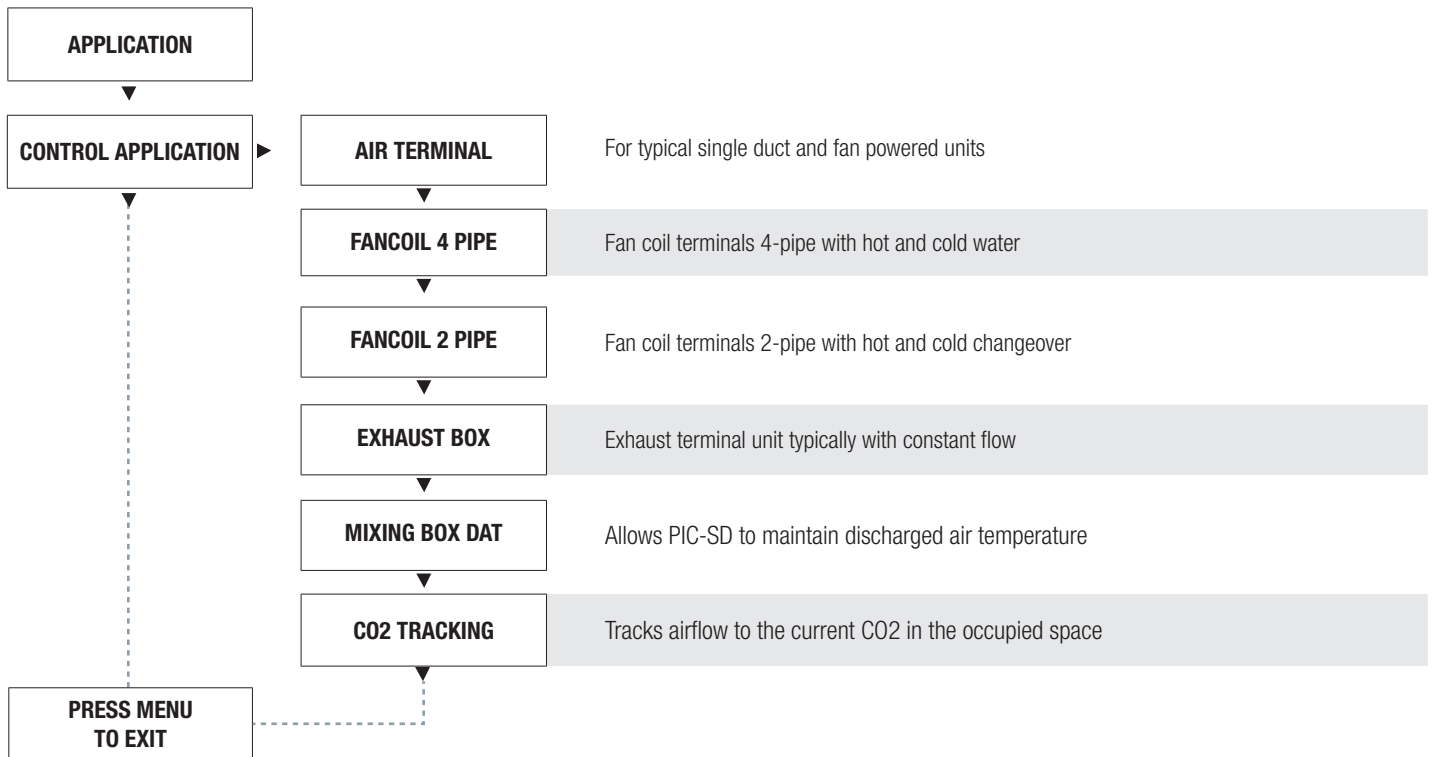 APPLICATION
CONTROL APPLICATION
AIR TERMINAL
For typical single duct and fan powered units
FANCOIL 4 PIPE
Fan coil terminals 4-pipe with hot and cold water
FANCOIL 2 PIPE
Fan coil terminals 2-pipe with hot and cold changeover
EXHAUST BOX
Exhaust terminal unit typically with constant flow
MIXING BOX DAT
Allows PIC-SD to maintain discharged air temperature
CO2 TRACKING
Tracks airflow to the current CO2 in the occupied space
PRESS MENU
TO EXIT